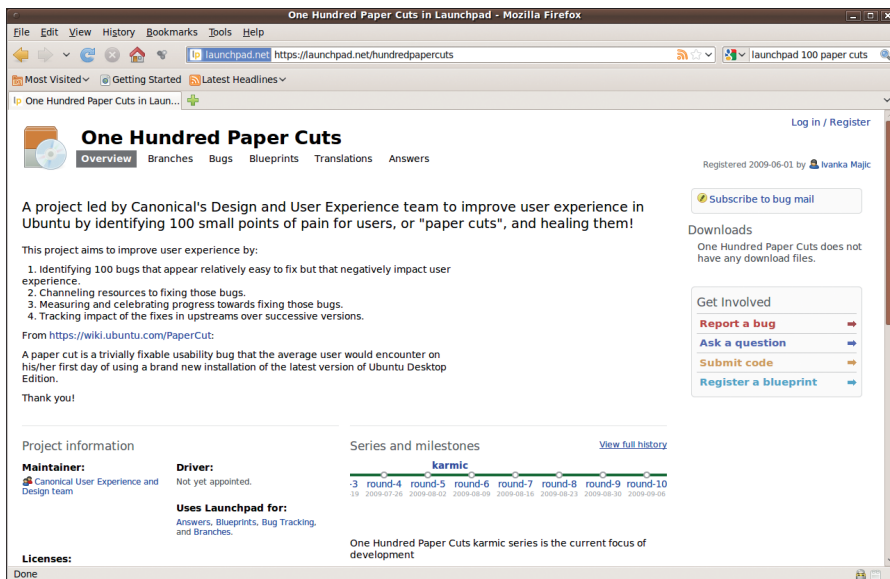 One Hundred Paper Cuts in Launchpad - Mozilla Firefox
File Edit View History Bookmarks Tools Help
lp launchpad.net https://launchpad.net/hundredpapercuts
launchpad 100 paper cuts
Most Visited Getting Started Latest Headlines
lp One Hundred Paper Cuts in Laun...
Log in / Register
One Hundred Paper Cuts
Overview Branches Bugs Blueprints Translations Answers
Registered 2009-06-01 by Ivanka Majic
A project led by Canonical's Design and User Experience team to improve user experience in
Ubuntu by identifying 100 small points of pain for users, or "paper cuts", and healing them!
This project aims to improve user experience by:
1. Identifying 100 bugs that appear relatively easy to fix but that negatively impact user
experience.
2. Channeling resources to fixing those bugs.
3. Measuring and celebrating progress towards fixing those bugs.
4. Tracking impact of the fixes in upstreams over successive versions.
From https://wiki.ubuntu.com/PaperCut:
A paper cut is a trivially fixable usability bug that the average user would encounter on
his/her first day of using a brand new installation of the latest version of Ubuntu Desktop
Edition.
Thank you!
Subscribe to bug mail
Downloads
One Hundred Paper Cuts does not
have any download files.
Get Involved
Report a bug
Ask a question
Submit code
Register a blueprint
Project information
Maintainer:
Canonical User Experience and
Design team
Driver:
Not yet appointed.
Uses Launchpad for:
Answers, Blueprints, Bug Tracking,
and Branches.
Licenses:
Series and milestones
View full history
karmic
-3 round-4 round-5 round-6 round-7 round-8 round-9 round-10
19 2009-07-26 2009-08-02 2009-08-09 2009-08-16 2009-08-23 2009-08-30 2009-09-06
One Hundred Paper Cuts karmic series is the current focus of
development
Done